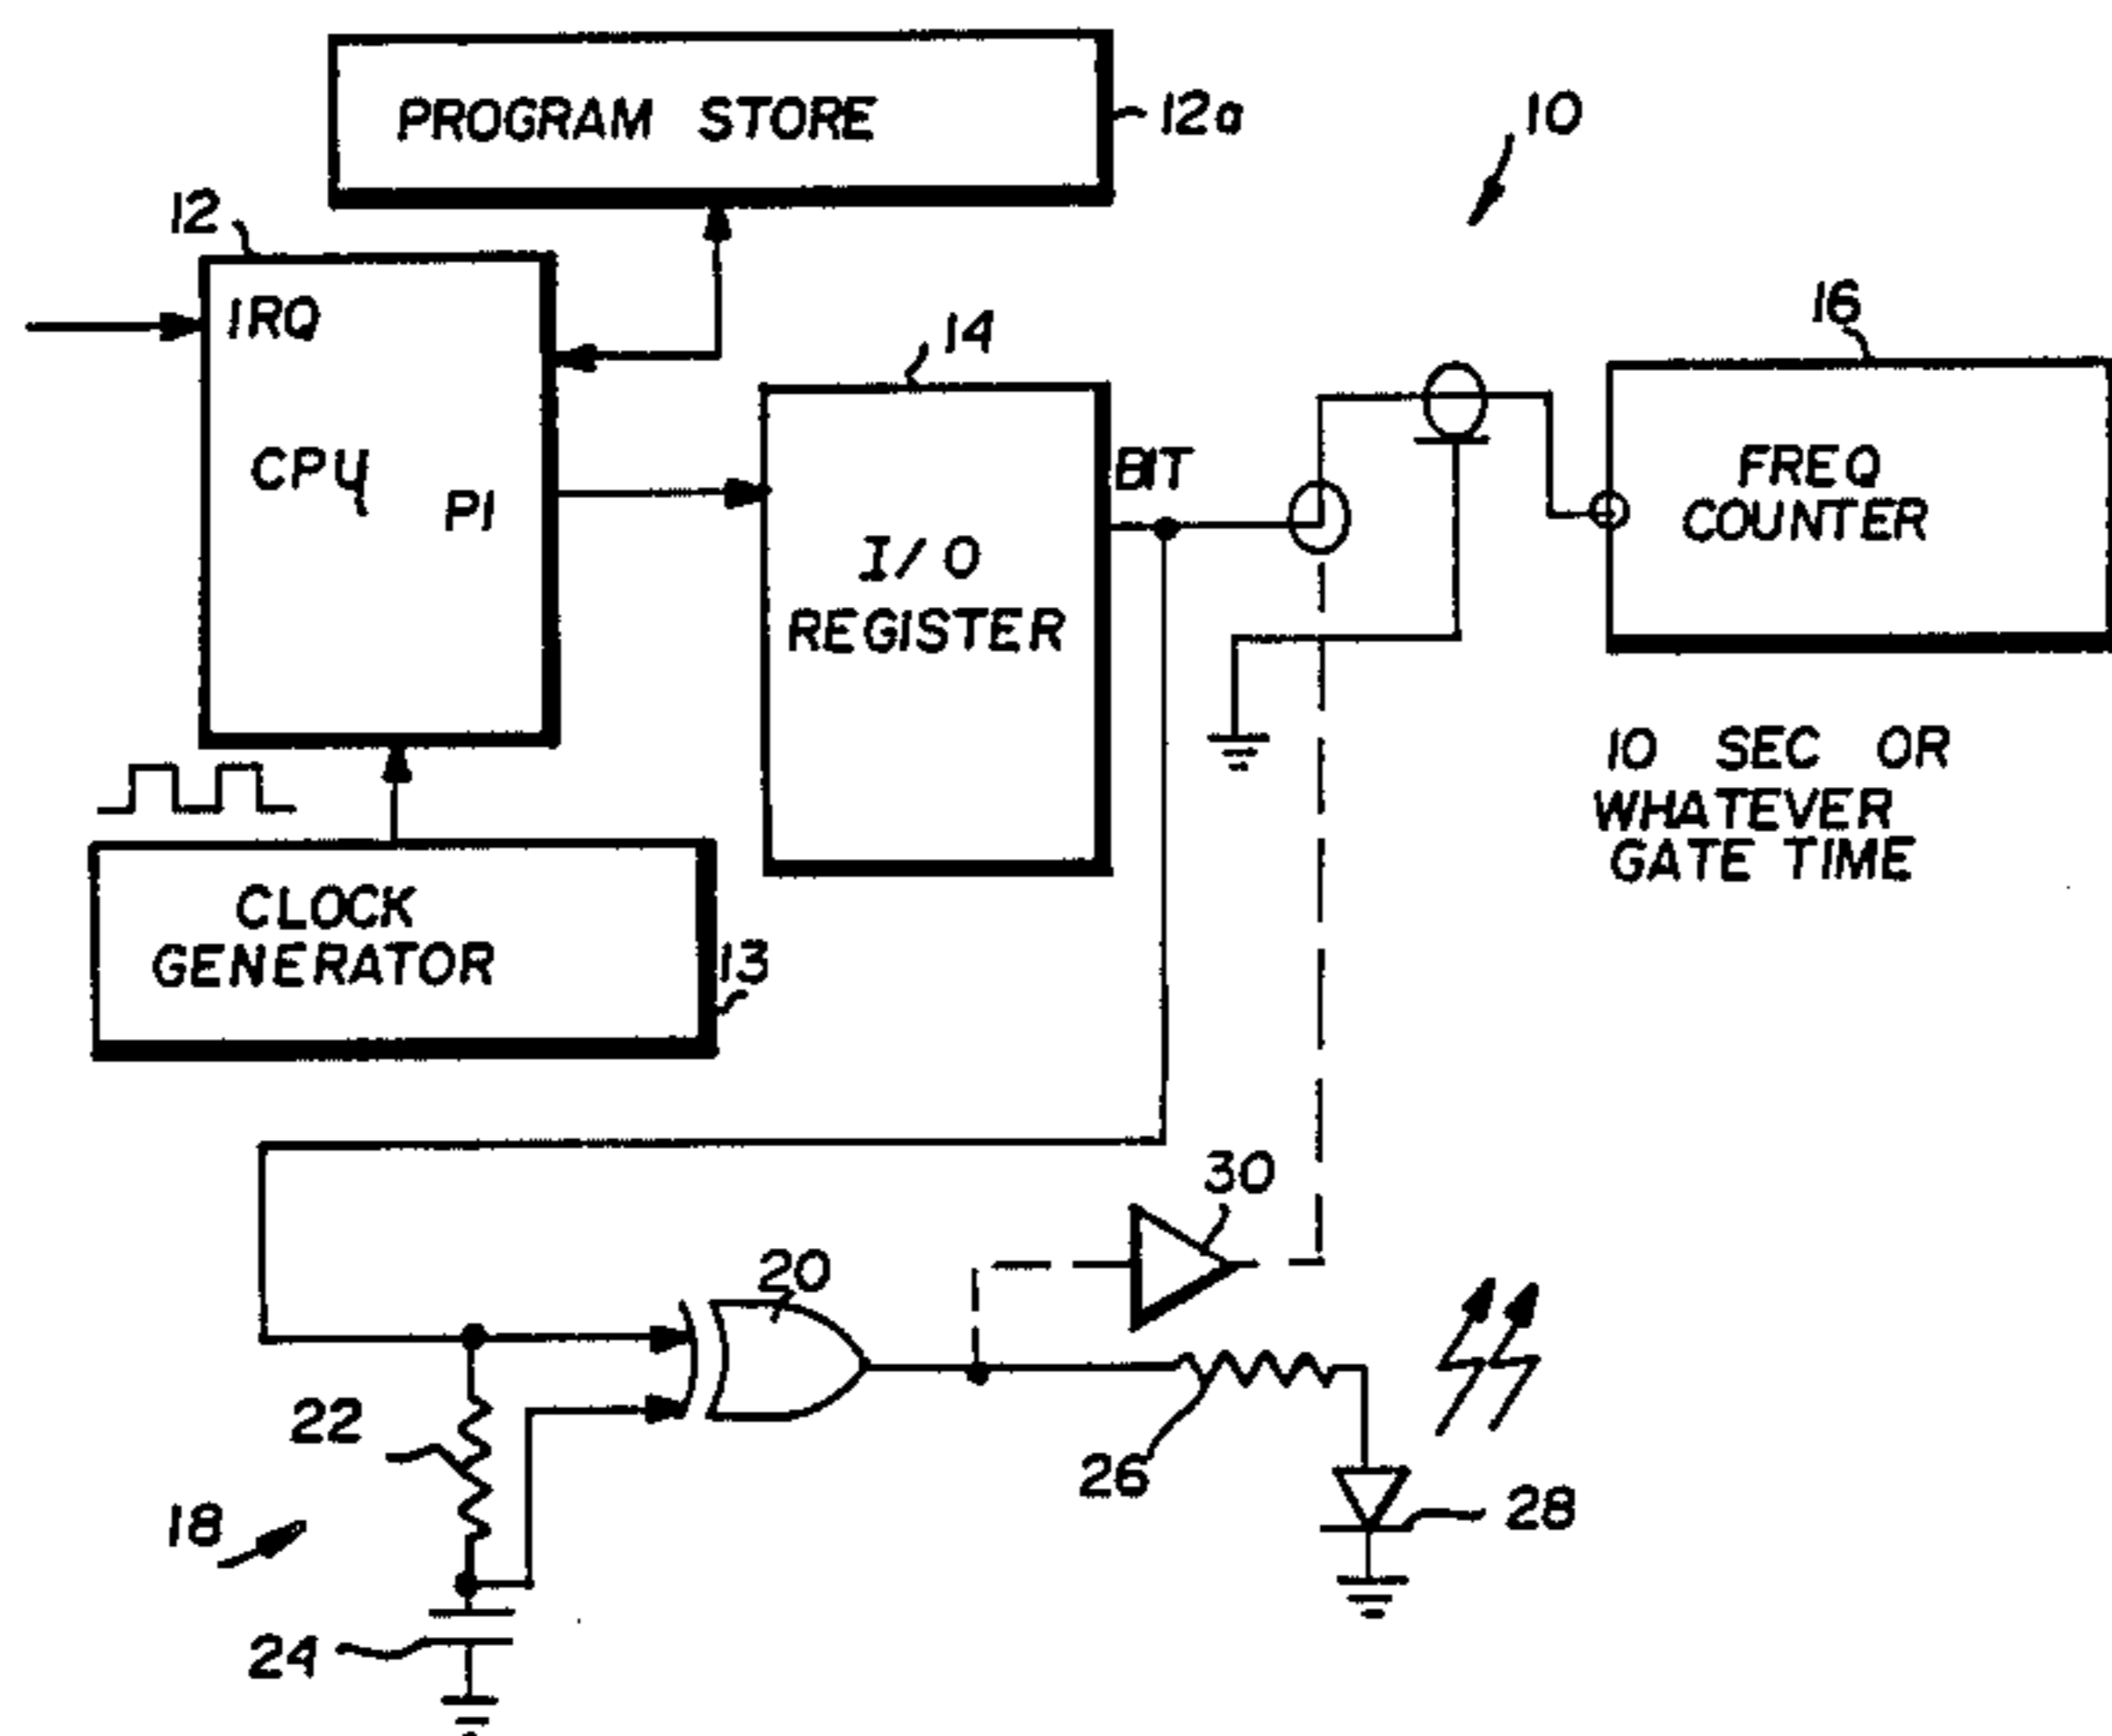 PROGRAM STORE
12a
10
12
IRQ
CPU
P1
14
I/O
REGISTER
BIT
16
FREQ
COUNTER
10 SEC OR
WHATEVER
GATE TIME
CLOCK
GENERATOR
13
30
20
22
18
24
26
28